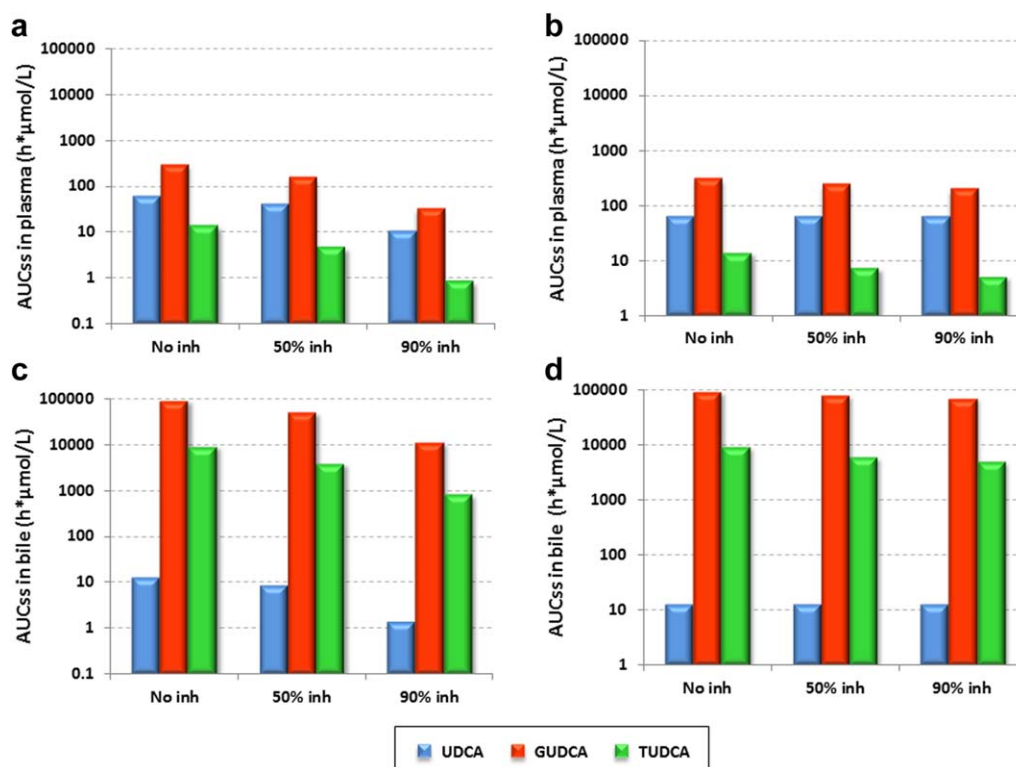 a
AUCss in plasma (h*µmol/L)
100000
10000
1000
100
10
1
0.1
No inh 50% inh 90% inh
b
AUCss in plasma (h*µmol/L)
100000
10000
1000
100
10
1
No inh 50% inh 90% inh
c
AUCss in bile (h*µmol/L)
100000
10000
1000
100
10
1
0.1
No inh 50% inh 90% inh
d
AUCss in bile (h*µmol/L)
100000
10000
1000
100
10
1
No inh 50% inh 90% inh
UDCA GUDCA TUDCA